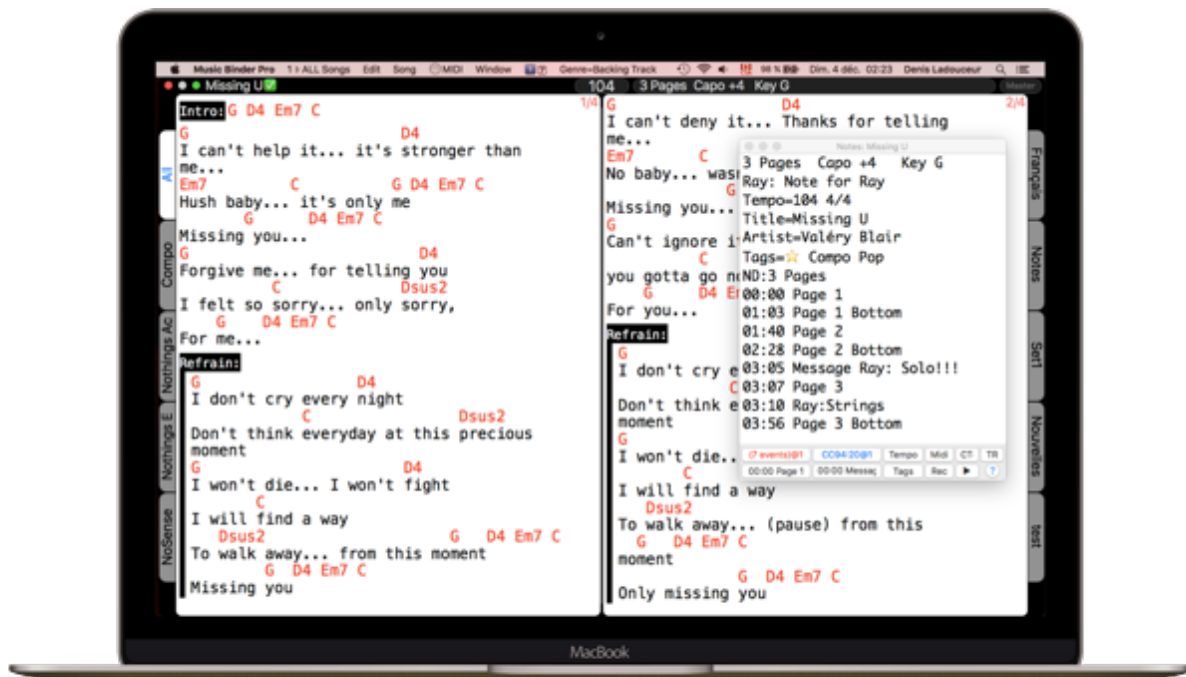 Music Binder Pro 1 > ALL Songs Edit Song MIDI Window Genre=Backing Track 98 % Dim. 4 déc. 02:23 Denis Ladouceur
Missing U✅ 104 3 Pages Capo +4 Key G Master
All
Compo
Nothings Ac
Nothings E
NoSense
Intro: G D4 Em7 C 1/4
G D4
I can't help it... it's stronger than
me...
Em7 C G D4 Em7 C
Hush baby... it's only me
G D4 Em7 C
Missing you...
G D4
Forgive me... for telling you
C Dsus2
I felt so sorry... only sorry,
G D4 Em7 C
For me...
Refrain:
G D4
I don't cry every night
C Dsus2
Don't think everyday at this precious
moment
G D4
I won't die... I won't fight
C
I will find a way
Dsus2 G D4 Em7 C
To walk away... from this moment
G D4 Em7 C
Missing you
G D4 2/4
I can't deny it... Thanks for telling
me...
Em7 C
No baby... was
G
Missing you...
G
Can't ignore i
C
you gotta go n
G D4 E
For you...
Refrain:
G
I don't cry e
C
Don't think e
moment
G
I won't die..
C
I will find a way
Dsus2
To walk away... (pause) from this
G D4 Em7 C
moment
G D4 Em7 C
Only missing you
Notes: Missing U
3 Pages Capo +4 Key G
Ray: Note for Ray
Tempo=104 4/4
Title=Missing U
Artist=Valéry Blair
Tags=⭐ Compo Pop
ND:3 Pages
00:00 Page 1
01:03 Page 1 Bottom
01:40 Page 2
02:28 Page 2 Bottom
03:05 Message Ray: Solo!!!
03:07 Page 3
03:10 Ray:Strings
03:56 Page 3 Bottom
(7 events)@1 CC94:20@1 Tempo Midi CT TR
00:00 Page 1 00:00 Messaç Tags Rec ▶ ?
Français
Notes
Set1
Nouvelles
test
MacBook